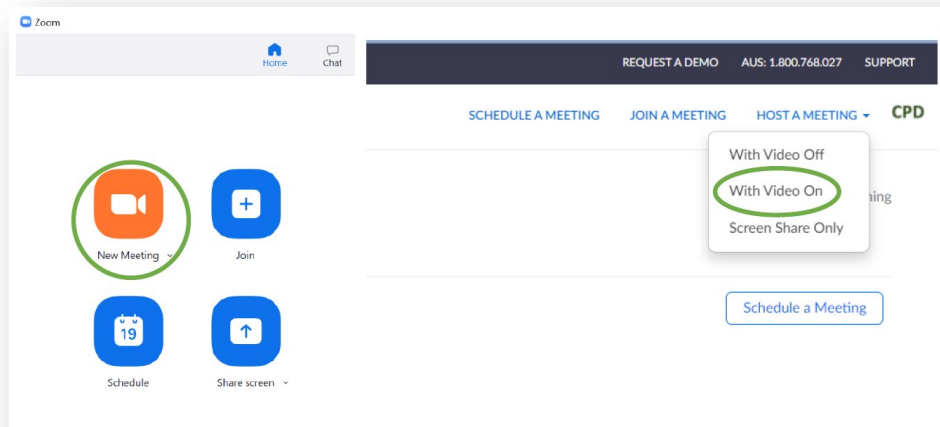 Zoom
Home
Chat
New Meeting
Join
19
Schedule
Share screen
REQUEST A DEMO AUS: 1.800.768.027 SUPPORT
SCHEDULE A MEETING JOIN A MEETING HOST A MEETING CPD
With Video Off
With Video On
ning
Screen Share Only
Schedule a Meeting